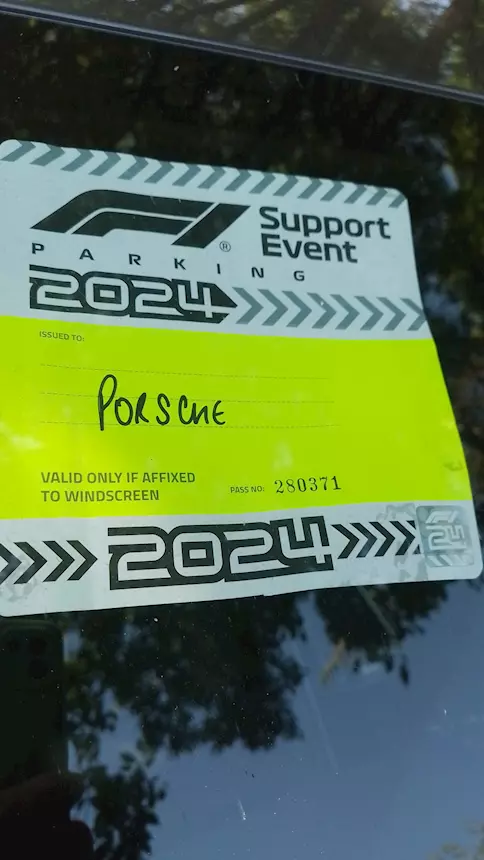 F1® Support
Event
PARKING
2024
ISSUED TO:
PORSCHE
VALID ONLY IF AFFIXED
TO WINDSCREEN
PASS NO: 280371
2024